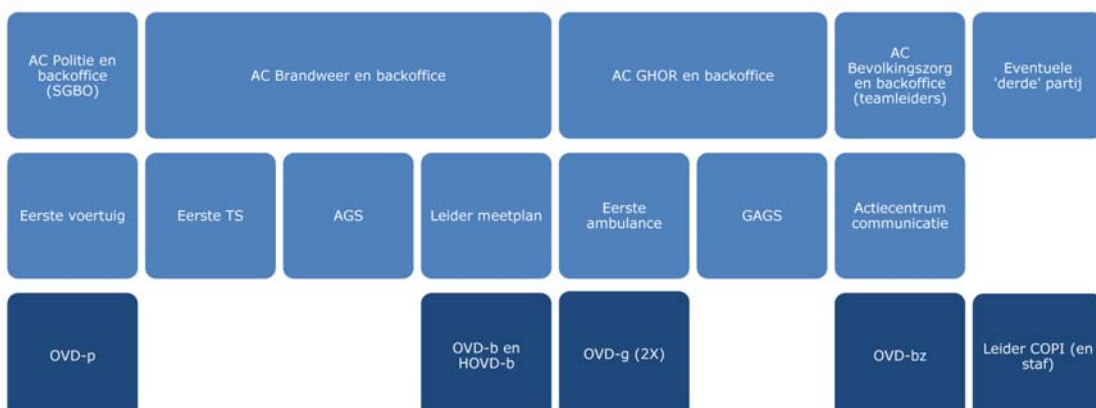 AC Politie en
backoffice
(SGBO)
AC Brandweer en backoffice
AC GHOR en backoffice
AC
Bevolkingszorg
en backoffice
(teamleiders)
Eventuele
'derde' partij
Eerste voertuig
Eerste TS
AGS
Leider meetplan
Eerste
ambulance
GAGS
Actiecentrum
communicatie
OVD-p
OVD-b en
HOVD-b
OVD-g (2X)
OVD-bz
Leider COPI (en
staf)